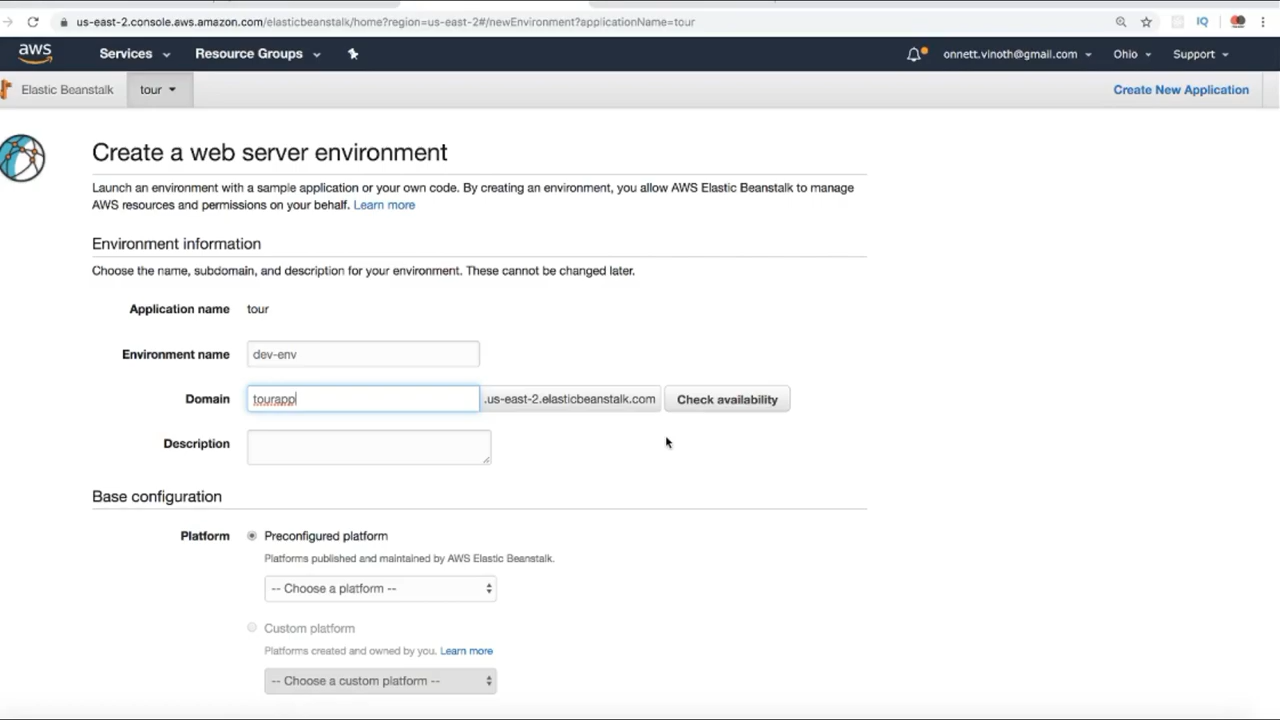 us-east-2.console.aws.amazon.com/elasticbeanstalk/home?region=us-east-2#/newEnvironment?applicationName=tour
IQ
aws Services Resource Groups onnett.vinoth@gmail.com Ohio Support
Elastic Beanstalk tour Create New Application
Create a web server environment
Launch an environment with a sample application or your own code. By creating an environment, you allow AWS Elastic Beanstalk to manage
AWS resources and permissions on your behalf. Learn more
Environment information
Choose the name, subdomain, and description for your environment. These cannot be changed later.
Application name tour
Environment name dev-env
Domain tourapp .us-east-2.elasticbeanstalk.com Check availability
Description
Base configuration
Platform Preconfigured platform
Platforms published and maintained by AWS Elastic Beanstalk.
-- Choose a platform --
Custom platform
Platforms created and owned by you. Learn more
-- Choose a custom platform --